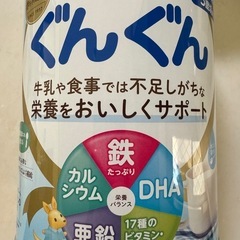 ぐんぐん
牛乳や食事では不足しがちな
栄養をおいしくサポート
鉄
たっぷり
カル
シウム
DHA
栄養
バランス
亜鉛
17種の
ビタミン・